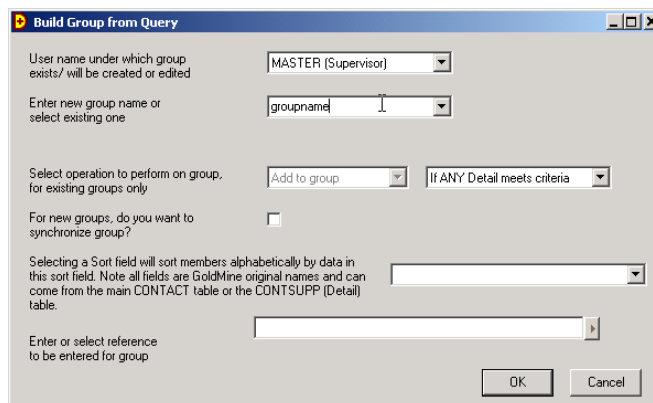 Build Group from Query
User name under which group
exists/ will be created or edited
MASTER (Supervisor)
Enter new group name or
select existing one
groupname
Select operation to perform on group,
for existing groups only
Add to group
If ANY Detail meets criteria
For new groups, do you want to
synchronize group?
Selecting a Sort field will sort members alphabetically by data in
this sort field. Note all fields are GoldMine original names and can
come from the main CONTACT table or the CONTSUPP (Detail)
table.
Enter or select reference
to be entered for group
OK
Cancel